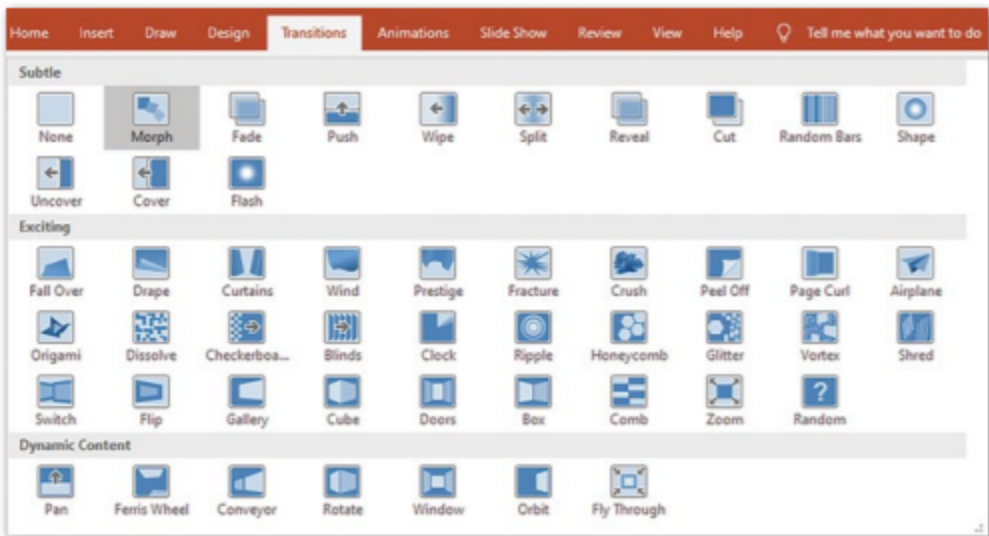 Home Insert Draw Design Transitions Animations Slide Show Review View Help Tell me what you want to do
Subtle
None Morph Fade Push Wipe Split Reveal Cut Random Bars Shape
Uncover Cover Flash
Exciting
Fall Over Drape Curtains Wind Prestige Fracture Crush Peel Off Page Curl Airplane
Origami Dissolve Checkerboa... Blinds Clock Ripple Honeycomb Glitter Vortex Shred
Switch Flip Gallery Cube Doors Box Comb Zoom Random
Dynamic Content
Pan Ferris Wheel Conveyor Rotate Window Orbit Fly Through